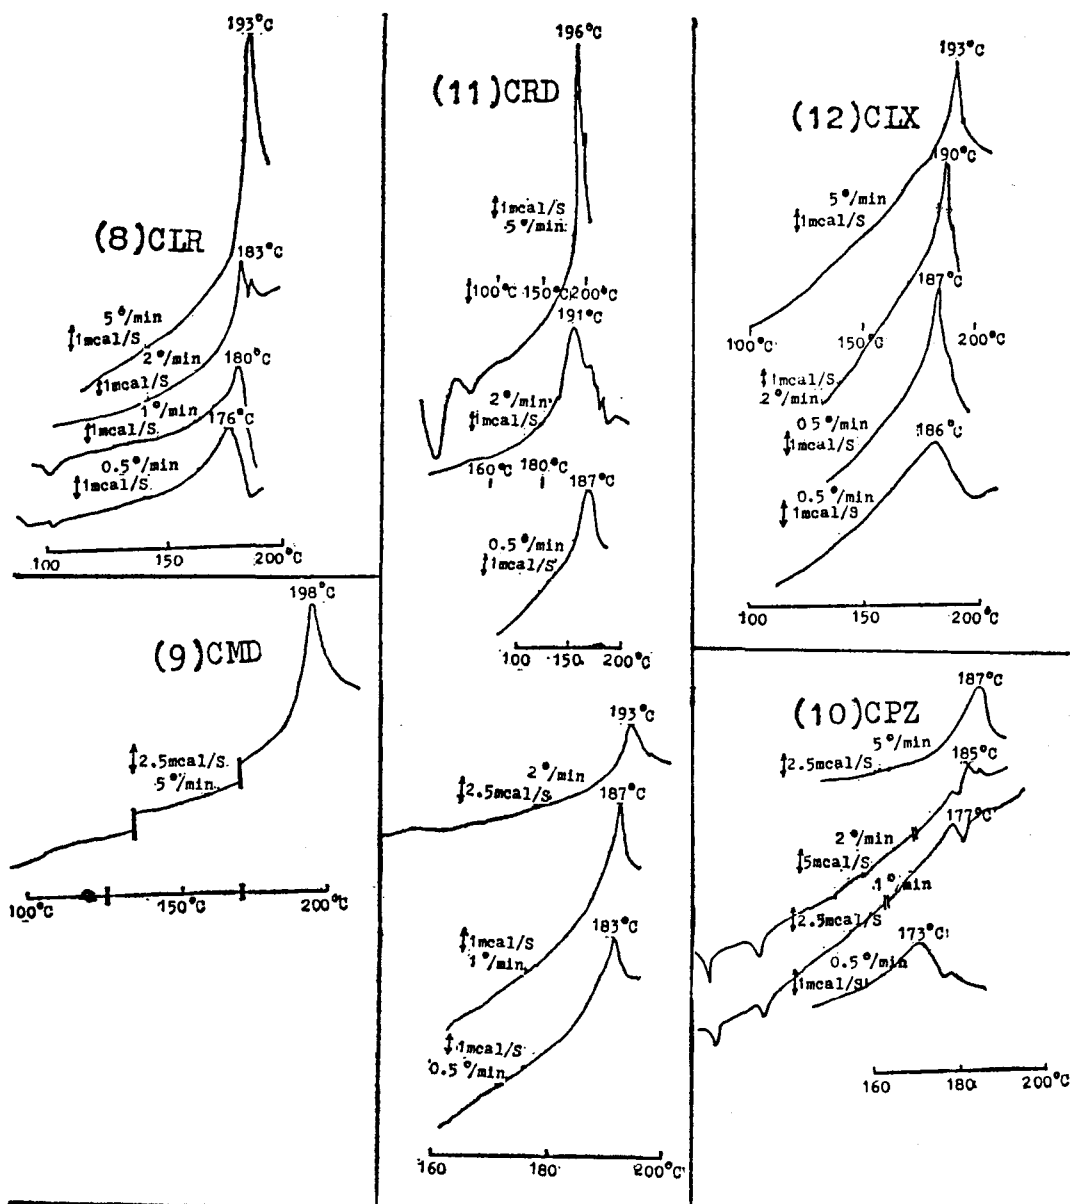 193°C
(8)CLR
183°C
5°/min
1mcal/S
2°/min
1mcal/S
180°C
1°/min
1mcal/S.
176°C
0.5°/min
1mcal/S.
100 150 200°C
198°C
(9)CMD
2.5mcal/S.
5°/min.
100°C 150°C 200°C
196°C
(11)CRD
1mcal/S
5°/min.
100°C 150°C 200°C
191°C
2°/min.
1mcal/S.
160°C 180°C
187°C
0.5°/min
1mcal/S
100 150 200°C
193°C
2°/min
2.5mcal/S
187°C
1mcal/S
1°/min.
183°C
1mcal/S
0.5°/min.
160 180 200°C
193°C
(12)CLX
190°C
5°/min
1mcal/S
187°C
100°C 150°C 200°C
1mcal/S.
2°/min.
0.5°/min
1mcal/S
186°C
0.5°/min
1mcal/S
100 150 200°C
187°C
(10)CPZ
5°/min
2.5mcal/S
185°C
177°C
2°/min
5mcal/S
1°min
2.5mcal/S
173°C
0.5°/min
1mcal/S
160 180 200°C